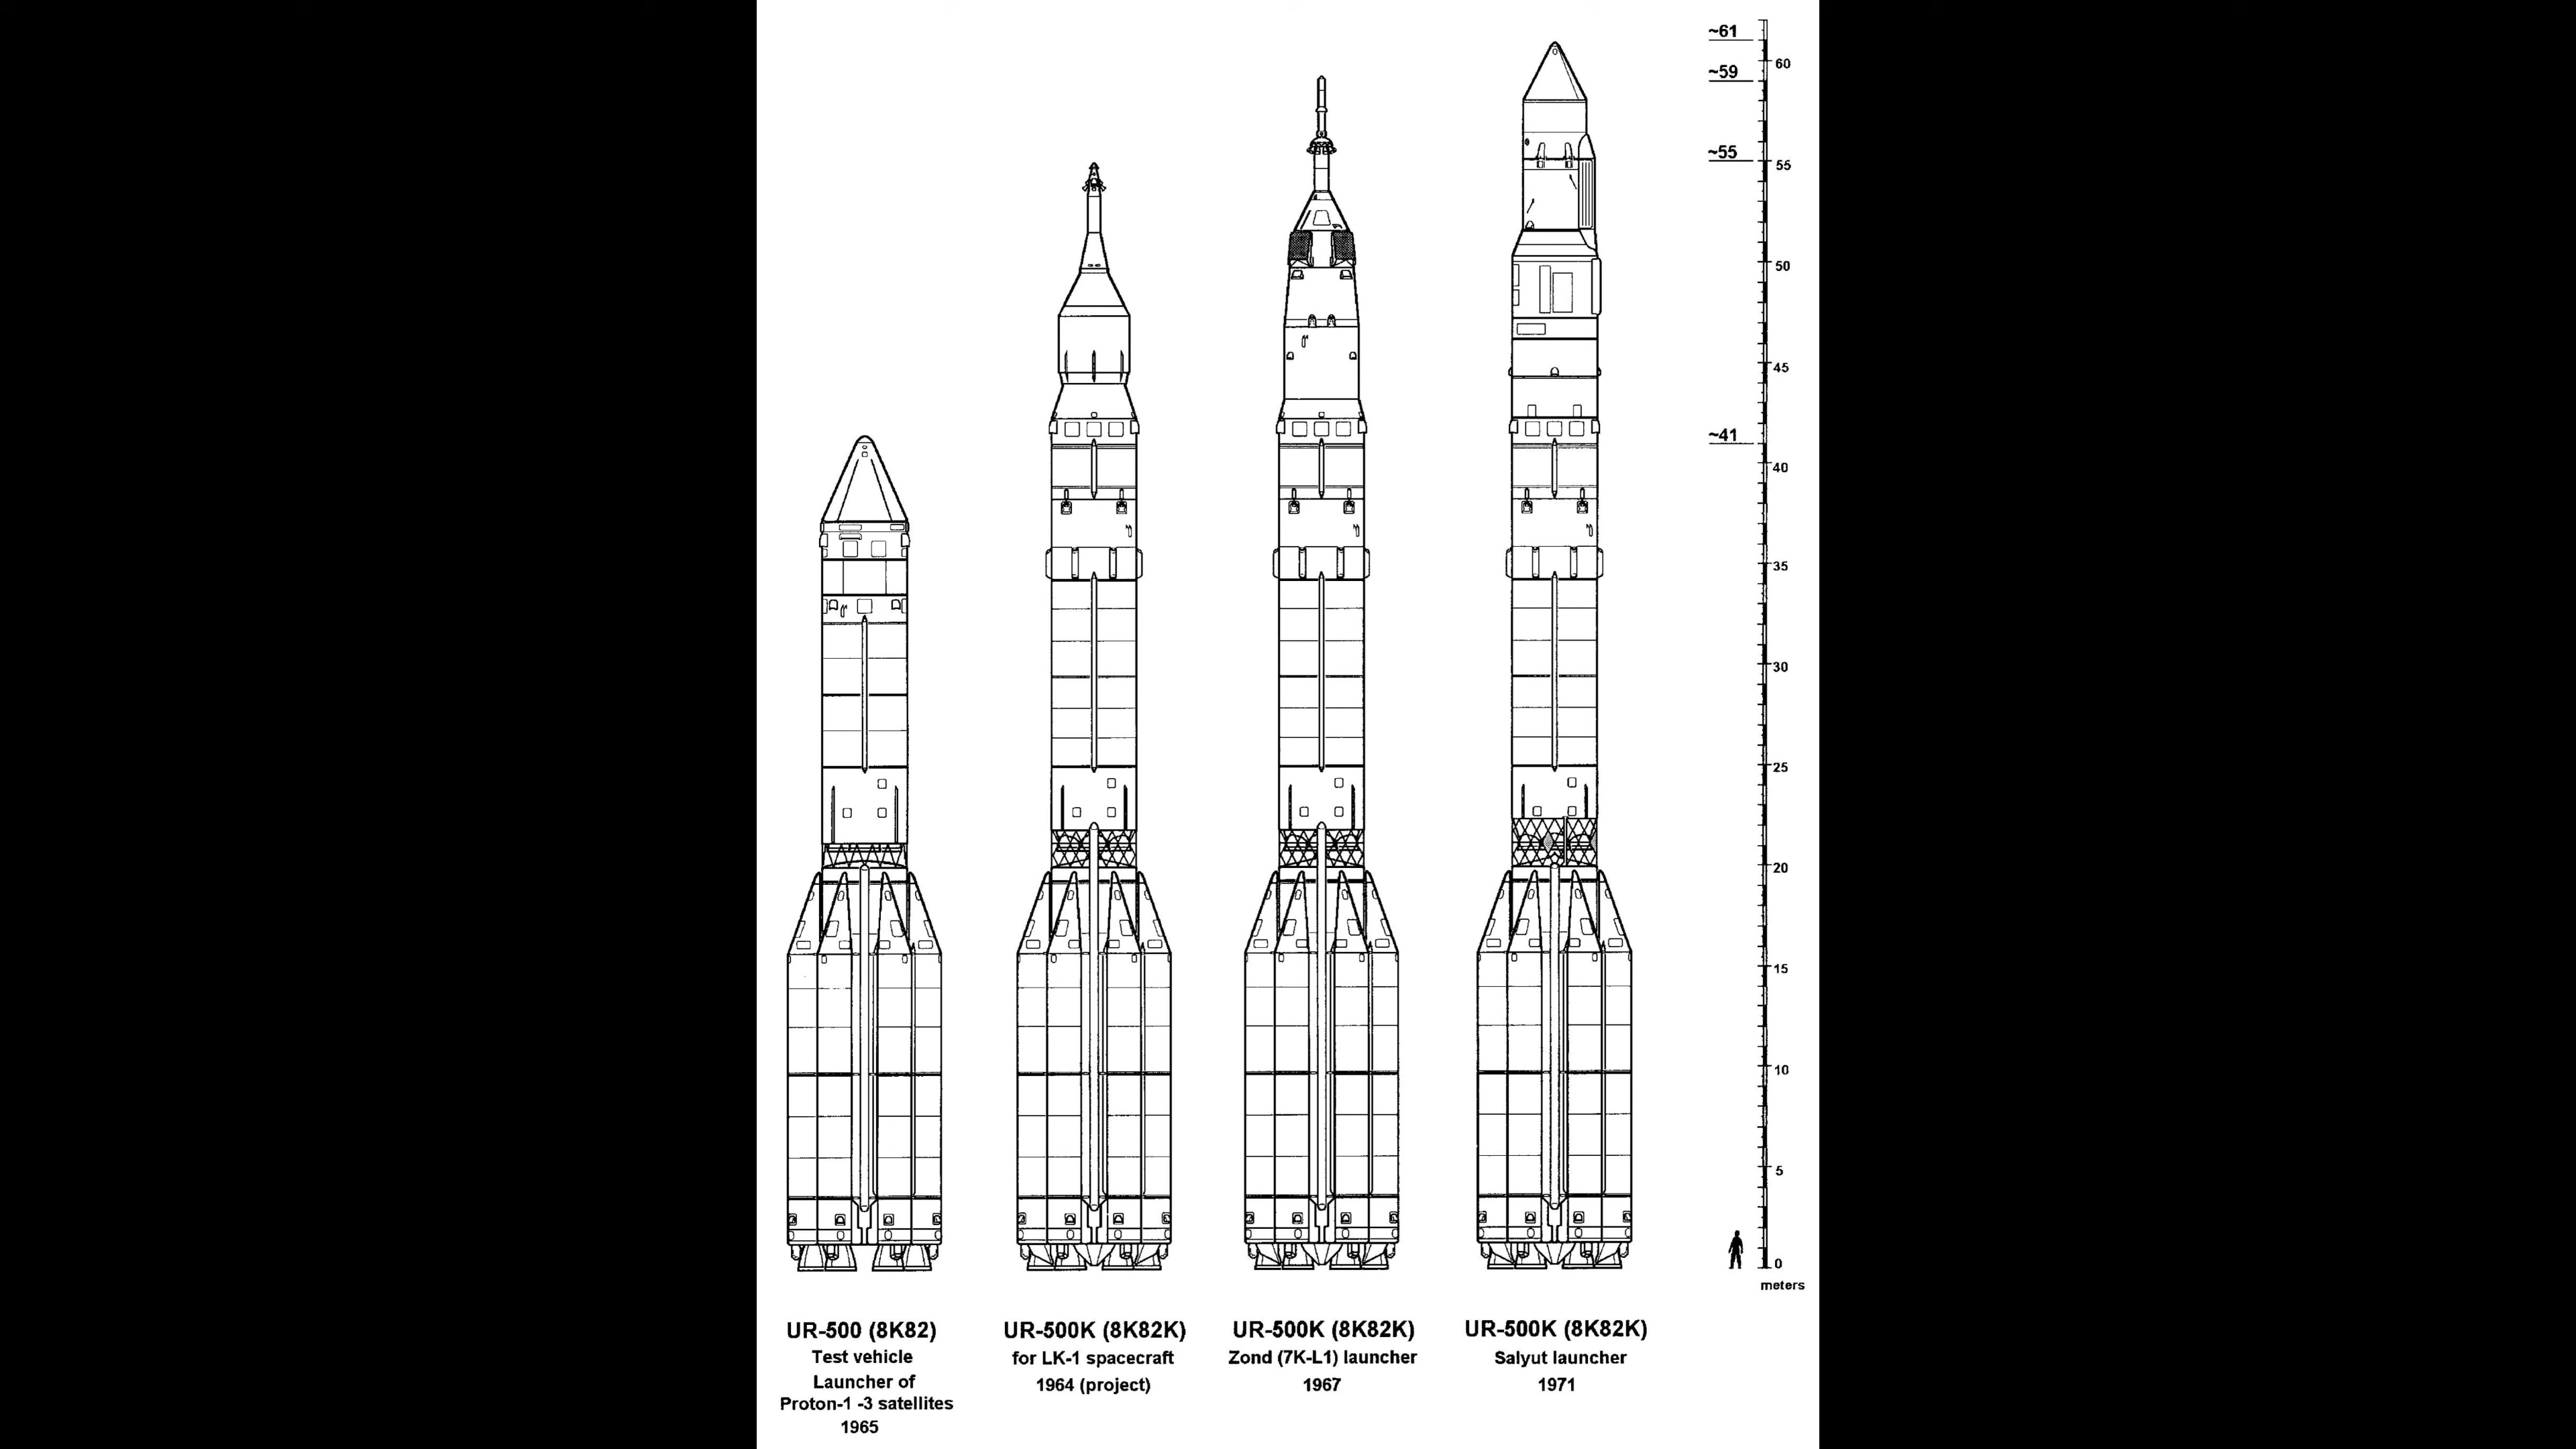 ~61
~59
~55
~41
60
55
50
45
40
35
30
25
20
15
10
5
0
meters
UR-500 (8K82)
Test vehicle
Launcher of
Proton-1 -3 satellites
1965
UR-500K (8K82K)
for LK-1 spacecraft
1964 (project)
UR-500K (8K82K)
Zond (7K-L1) launcher
1967
UR-500K (8K82K)
Salyut launcher
1971